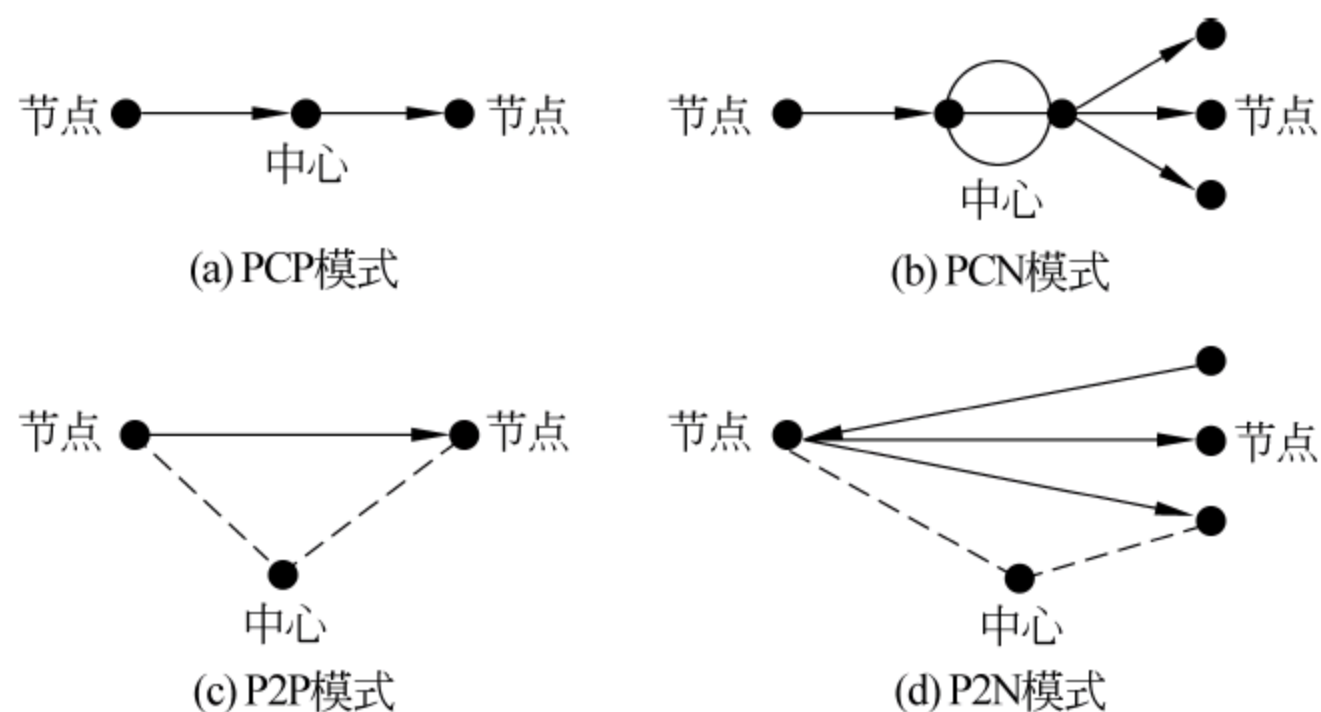 节点
节点
中心
(a) PCP模式
节点
节点
中心
(b) PCN模式
节点
节点
中心
(c) P2P模式
节点
节点
中心
(d) P2N模式